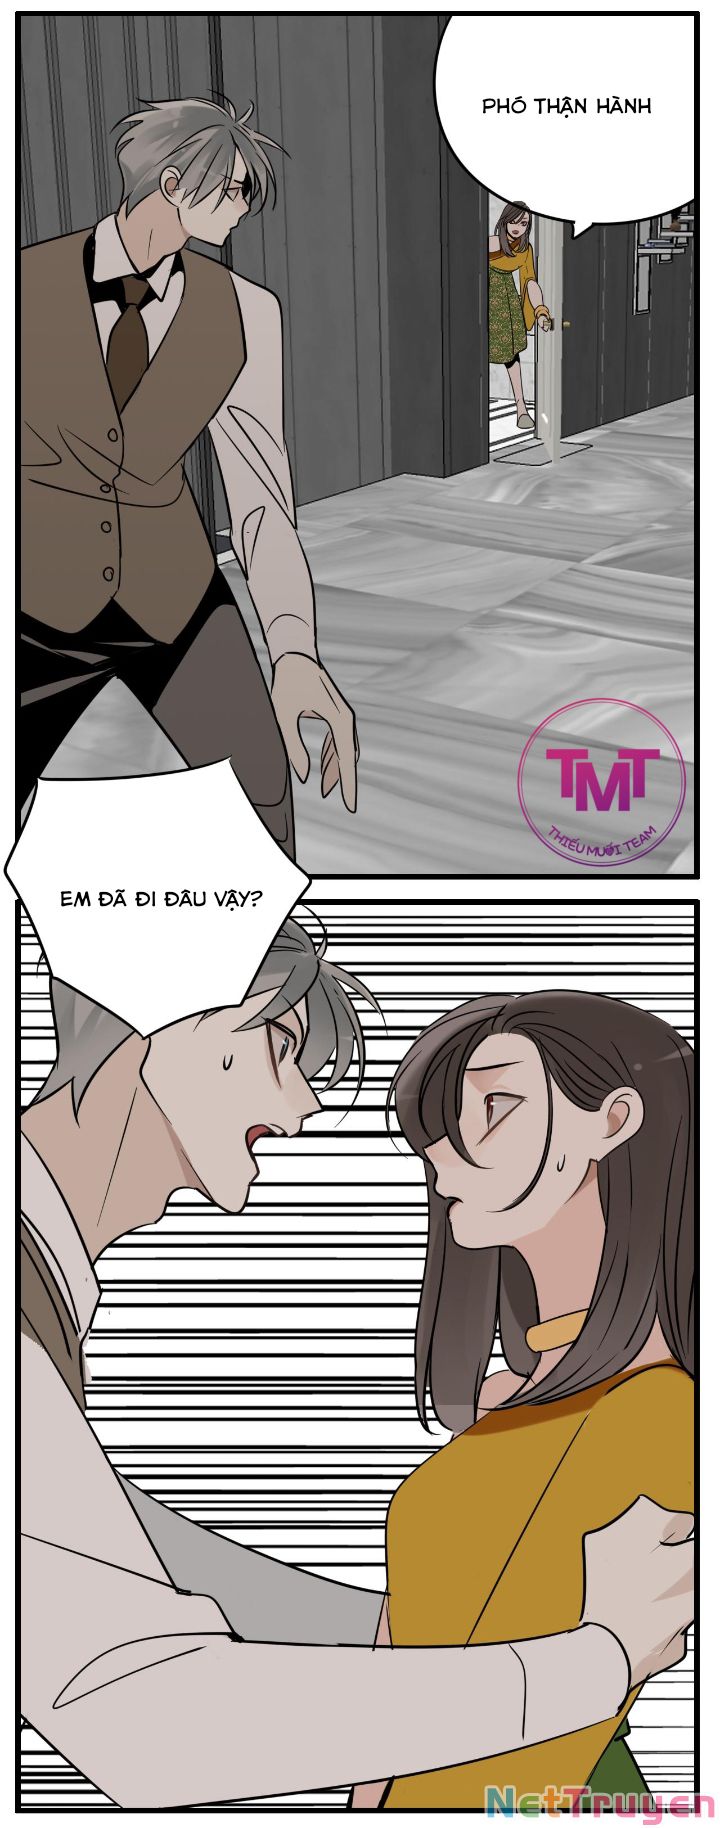 PHÓ THẬN HÀNH
TMT
THIẾU MUỐI TEAM
EM ĐÃ ĐI ĐÂU VẬY?
NetTruyen